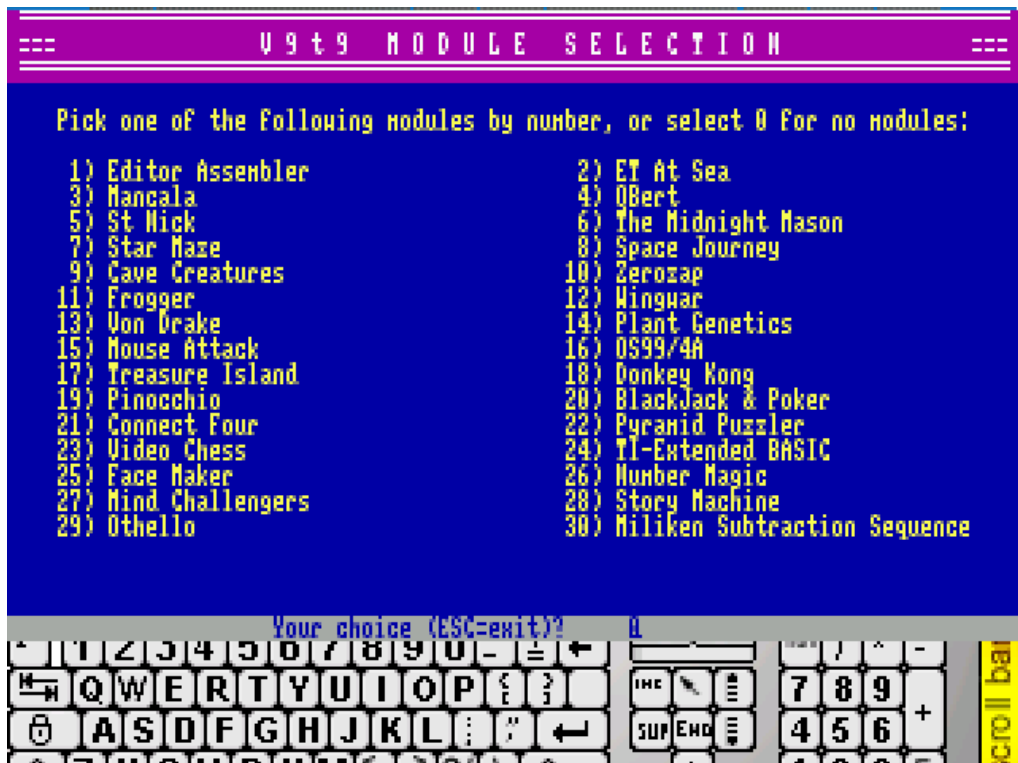 === V9t9 MODULE SELECTION ===
Pick one of the following modules by number, or select 0 for no modules:
1) Editor Assembler 2) ET At Sea
3) Mancala 4) QBert
5) St Nick 6) The Midnight Mason
7) Star Maze 8) Space Journey
9) Cave Creatures 10) Zerozap
11) Frogger 12) Wingwar
13) Von Drake 14) Plant Genetics
15) Mouse Attack 16) OS99/4A
17) Treasure Island 18) Donkey Kong
19) Pinocchio 20) BlackJack & Poker
21) Connect Four 22) Pyramid Puzzler
23) Video Chess 24) TI-Extended BASIC
25) Face Maker 26) Number Magic
27) Mind Challengers 28) Story Machine
29) Othello 30) Miliken Subtraction Sequence
Your choice (ESC=exit)? 0
1 2 3 4 5 6 7 8 9 0 - = / * -
Q W E R T Y U I O P { } INC 7 8 9
A S D F G H J K L : " SUP END 4 5 6 +